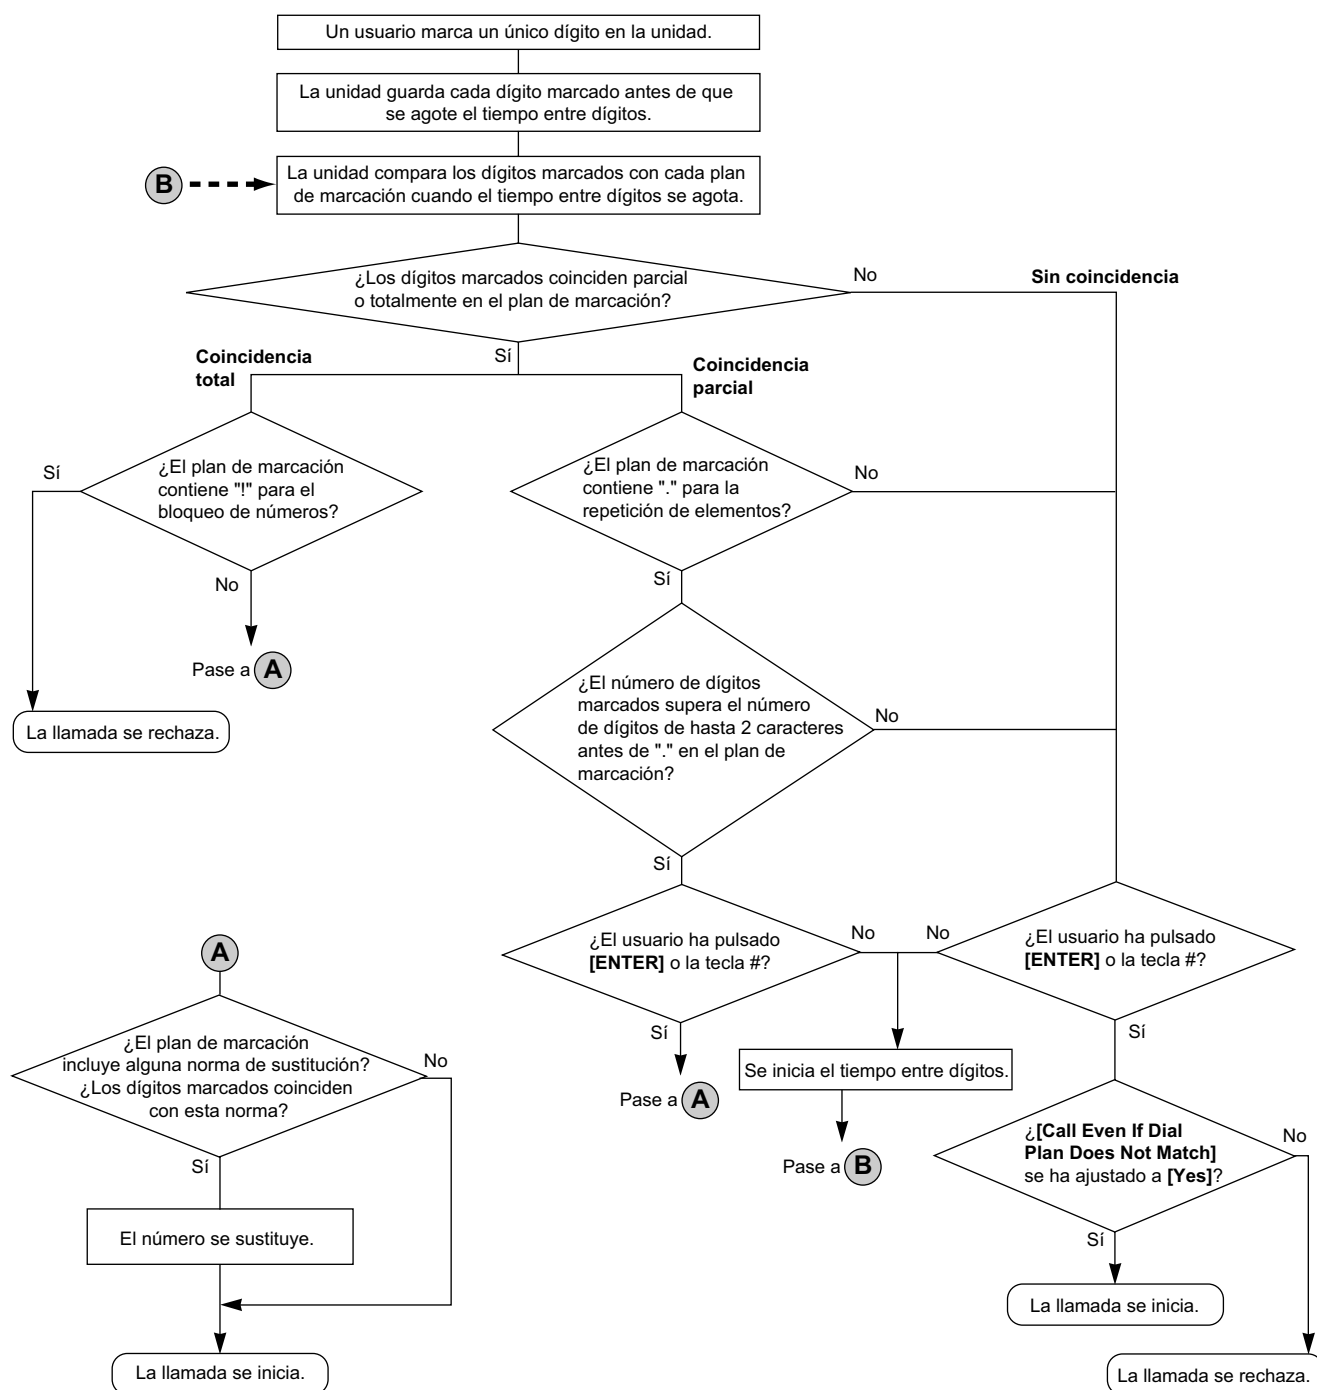 Un usuario marca un único dígito en la unidad.
La unidad guarda cada dígito marcado antes de que
se agote el tiempo entre dígitos.
B
La unidad compara los dígitos marcados con cada plan
de marcación cuando el tiempo entre dígitos se agota.
¿Los dígitos marcados coinciden parcial
o totalmente en el plan de marcación?
No
Sin coincidencia
Sí
Coincidencia
total
Coincidencia
parcial
Sí
¿El plan de marcación
contiene "!" para el
bloqueo de números?
¿El plan de marcación
contiene "." para la
repetición de elementos?
No
No
Sí
Pase a A
¿El número de dígitos
marcados supera el número
de dígitos de hasta 2 caracteres
antes de "." en el plan de
marcación?
No
La llamada se rechaza.
Sí
¿El usuario ha pulsado
[ENTER] o la tecla #?
No
No
¿El usuario ha pulsado
[ENTER] o la tecla #?
A
Sí
Sí
¿El plan de marcación
incluye alguna norma de sustitución?
¿Los dígitos marcados coinciden
con esta norma?
No
Se inicia el tiempo entre dígitos.
Pase a A
Pase a B
¿[Call Even If Dial
Plan Does Not Match]
se ha ajustado a [Yes]?
No
Sí
El número se sustituye.
Sí
La llamada se inicia.
La llamada se inicia.
La llamada se rechaza.